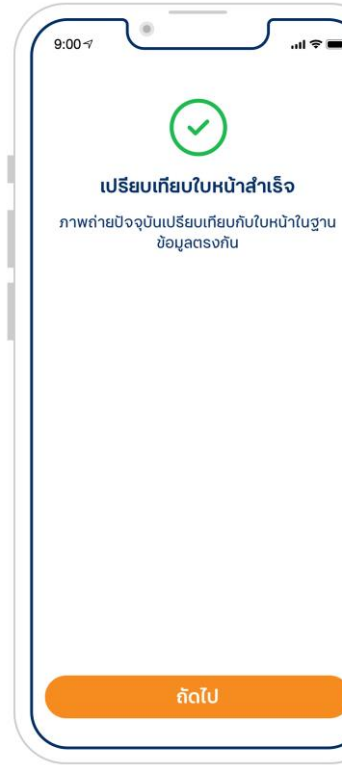 9:00
เปรียบเทียบใบหน้าสำเร็จ
ภาพถ่ายปัจจุบันเปรียบเทียบกับใบหน้าในฐาน
ข้อมูลตรงกัน
ถัดไป